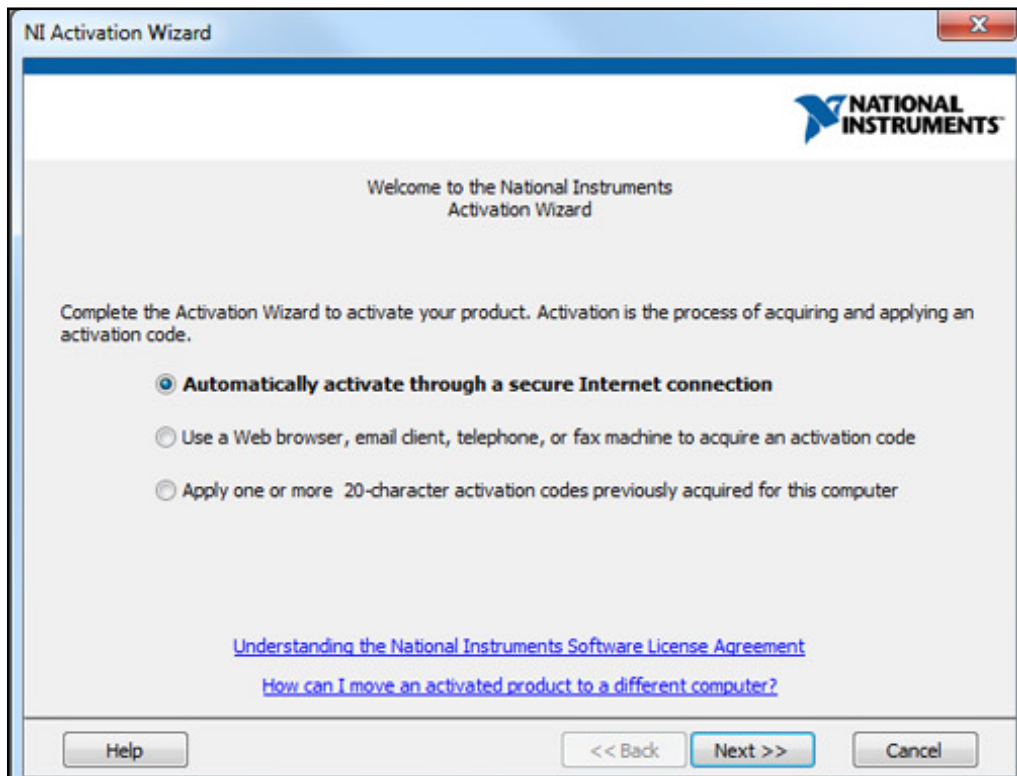 NI Activation Wizard
NATIONAL
INSTRUMENTS™
Welcome to the National Instruments
Activation Wizard
Complete the Activation Wizard to activate your product. Activation is the process of acquiring and applying an
activation code.
Automatically activate through a secure Internet connection
Use a Web browser, email client, telephone, or fax machine to acquire an activation code
Apply one or more 20-character activation codes previously acquired for this computer
Understanding the National Instruments Software License Agreement
How can I move an activated product to a different computer?
Help
<< Back
Next >>
Cancel